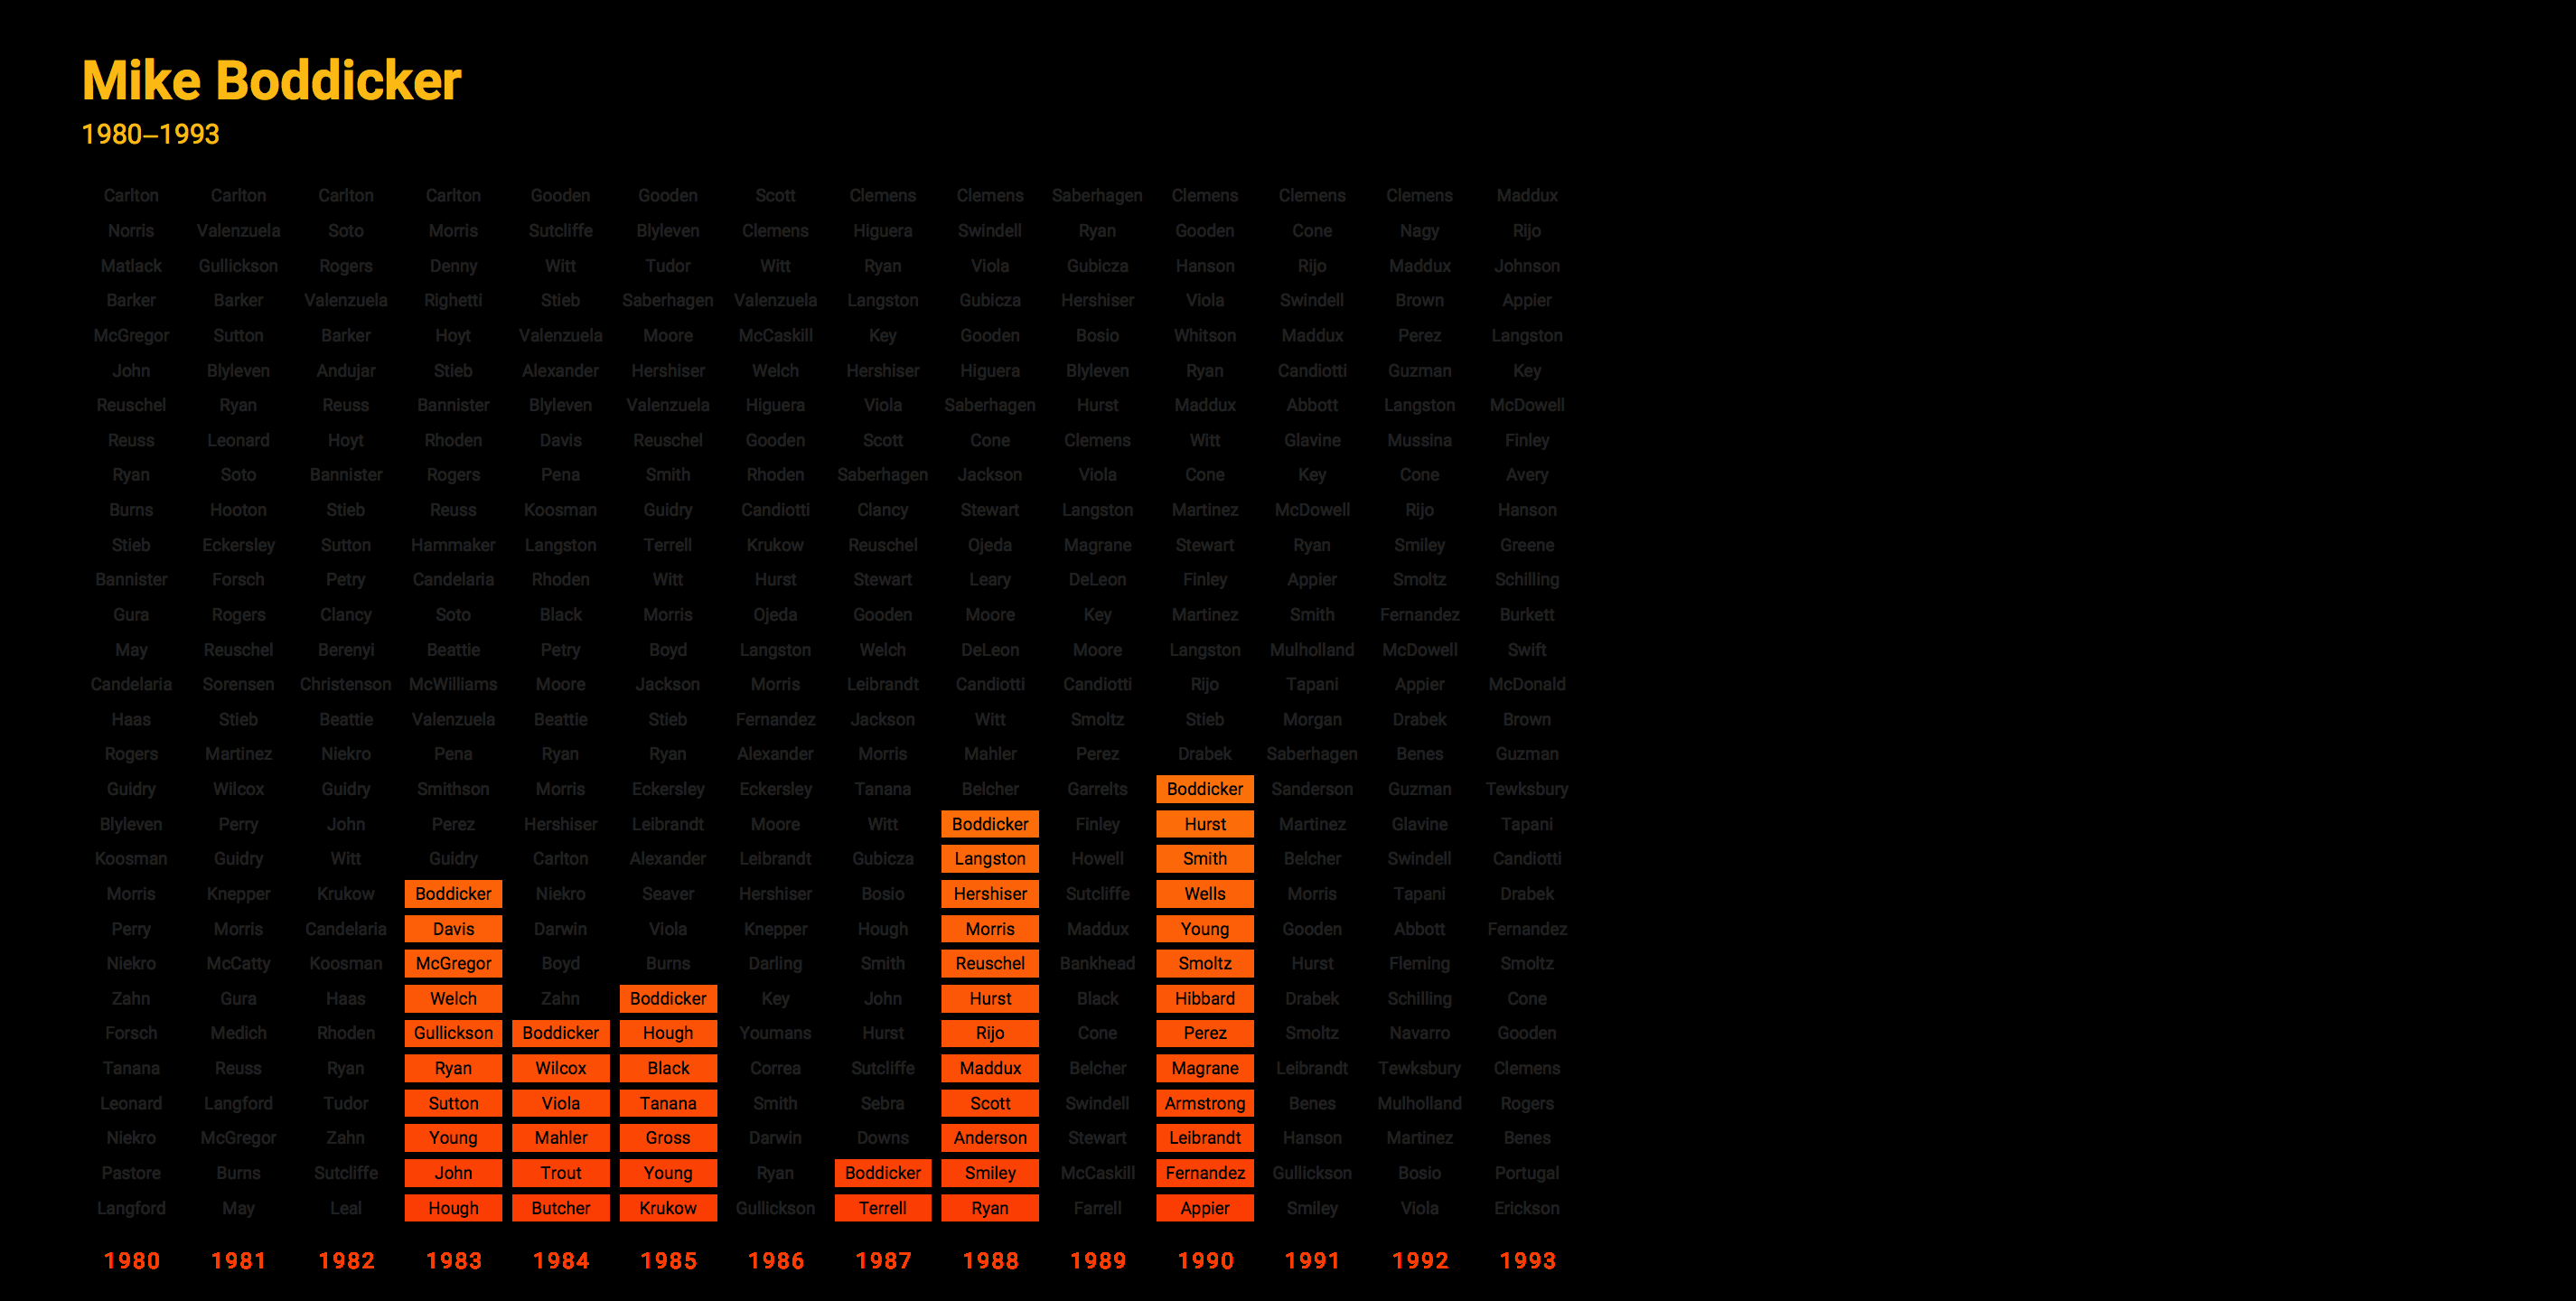 Mike Boddicker
1980–1993
Carlton Carlton Carlton Carlton Gooden Gooden Scott Clemens Clemens Saberhagen Clemens Clemens Clemens Maddux
Norris Valenzuela Soto Morris Sutcliffe Blyleven Clemens Higuera Swindell Ryan Gooden Cone Nagy Rijo
Matlack Gullickson Rogers Denny Witt Tudor Witt Ryan Viola Gubicza Hanson Rijo Maddux Johnson
Barker Barker Valenzuela Righetti Stieb Saberhagen Valenzuela Langston Gubicza Hershiser Viola Swindell Brown Appier
McGregor Sutton Barker Hoyt Valenzuela Moore McCaskill Key Gooden Bosio Whitson Maddux Perez Langston
John Blyleven Andujar Stieb Alexander Hershiser Welch Hershiser Higuera Blyleven Ryan Candiotti Guzman Key
Reuschel Ryan Reuss Bannister Blyleven Valenzuela Higuera Viola Saberhagen Hurst Maddux Abbott Langston McDowell
Reuss Leonard Hoyt Rhoden Davis Reuschel Gooden Scott Cone Clemens Witt Glavine Mussina Finley
Ryan Soto Bannister Rogers Pena Smith Rhoden Saberhagen Jackson Viola Cone Key Cone Avery
Burns Hooton Stieb Reuss Koosman Guidry Candiotti Clancy Stewart Langston Martinez McDowell Rijo Hanson
Stieb Eckersley Sutton Hammaker Langston Terrell Krukow Reuschel Ojeda Magrane Stewart Ryan Smiley Greene
Bannister Forsch Petry Candelaria Rhoden Witt Hurst Stewart Leary DeLeon Finley Appier Smoltz Schilling
Gura Rogers Clancy Soto Black Morris Ojeda Gooden Moore Key Martinez Smith Fernandez Burkett
May Reuschel Berenyi Beattie Petry Boyd Langston Welch DeLeon Moore Langston Mulholland McDowell Swift
Candelaria Sorensen Christenson McWilliams Moore Jackson Morris Leibrandt Candiotti Candiotti Rijo Tapani Appier McDonald
Haas Stieb Beattie Valenzuela Beattie Stieb Fernandez Jackson Witt Smoltz Stieb Morgan Drabek Brown
Rogers Martinez Niekro Pena Ryan Ryan Alexander Morris Mahler Perez Drabek Saberhagen Benes Guzman
Guidry Wilcox Guidry Smithson Morris Eckersley Eckersley Tanana Belcher Garrelts Boddicker Sanderson Guzman Tewksbury
Blyleven Perry John Perez Hershiser Leibrandt Moore Witt Boddicker Finley Hurst Martinez Glavine Tapani
Koosman Guidry Witt Guidry Carlton Alexander Leibrandt Gubicza Langston Howell Smith Belcher Swindell Candiotti
Morris Knepper Krukow Boddicker Niekro Seaver Hershiser Bosio Hershiser Sutcliffe Wells Morris Tapani Drabek
Perry Morris Candelaria Davis Darwin Viola Knepper Hough Morris Maddux Young Gooden Abbott Fernandez
Niekro McCatty Koosman McGregor Boyd Burns Darling Smith Reuschel Bankhead Smoltz Hurst Fleming Smoltz
Zahn Gura Haas Welch Zahn Boddicker Key John Hurst Black Hibbard Drabek Schilling Cone
Forsch Medich Rhoden Gullickson Boddicker Hough Youmans Hurst Rijo Cone Perez Smoltz Navarro Gooden
Tanana Reuss Ryan Ryan Wilcox Black Correa Sutcliffe Maddux Belcher Magrane Leibrandt Tewksbury Clemens
Leonard Langford Tudor Sutton Viola Tanana Smith Sebra Scott Swindell Armstrong Benes Mulholland Rogers
Niekro McGregor Zahn Young Mahler Gross Darwin Downs Anderson Stewart Leibrandt Hanson Martinez Benes
Pastore Burns Sutcliffe John Trout Young Ryan Boddicker Smiley McCaskill Fernandez Gullickson Bosio Portugal
Langford May Leal Hough Butcher Krukow Gullickson Terrell Ryan Farrell Appier Smiley Viola Erickson
1980 1981 1982 1983 1984 1985 1986 1987 1988 1989 1990 1991 1992 1993